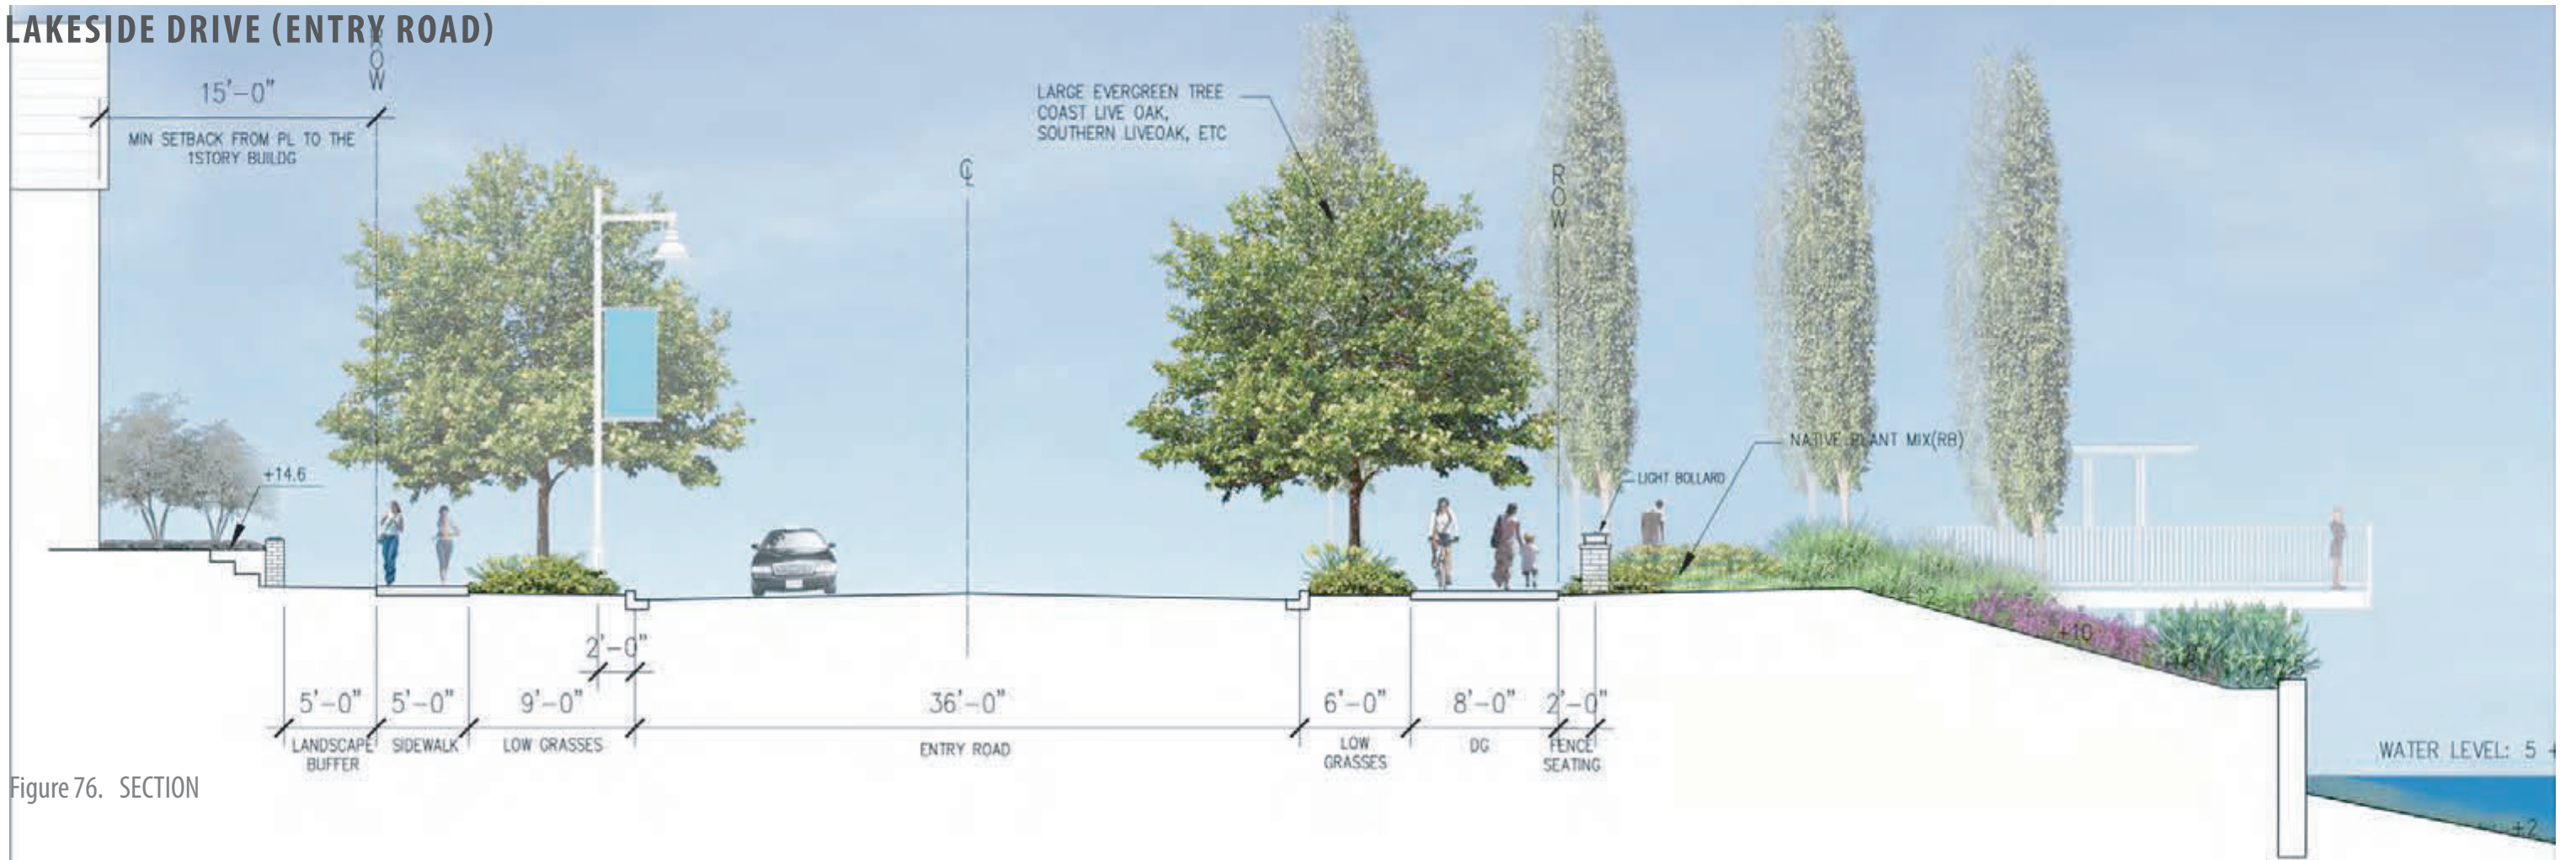 LAKESIDE DRIVE (ENTRY ROAD)
ROW
15'-0"
MIN SETBACK FROM PL TO THE
1STORY BUILDG
LARGE EVERGREEN TREE
COAST LIVE OAK,
SOUTHERN LIVEOAK, ETC
CL
ROW
+14.6
NATIVE PLANT MIX(RB)
LIGHT BOLLARD
+12
+10
+8
2'-0"
5'-0"
5'-0"
9'-0"
36'-0"
6'-0"
8'-0"
2'-0"
LANDSCAPE
BUFFER
SIDEWALK
LOW GRASSES
ENTRY ROAD
LOW
GRASSES
DG
FENCE
SEATING
WATER LEVEL: 5 +
Figure 76. SECTION
+2